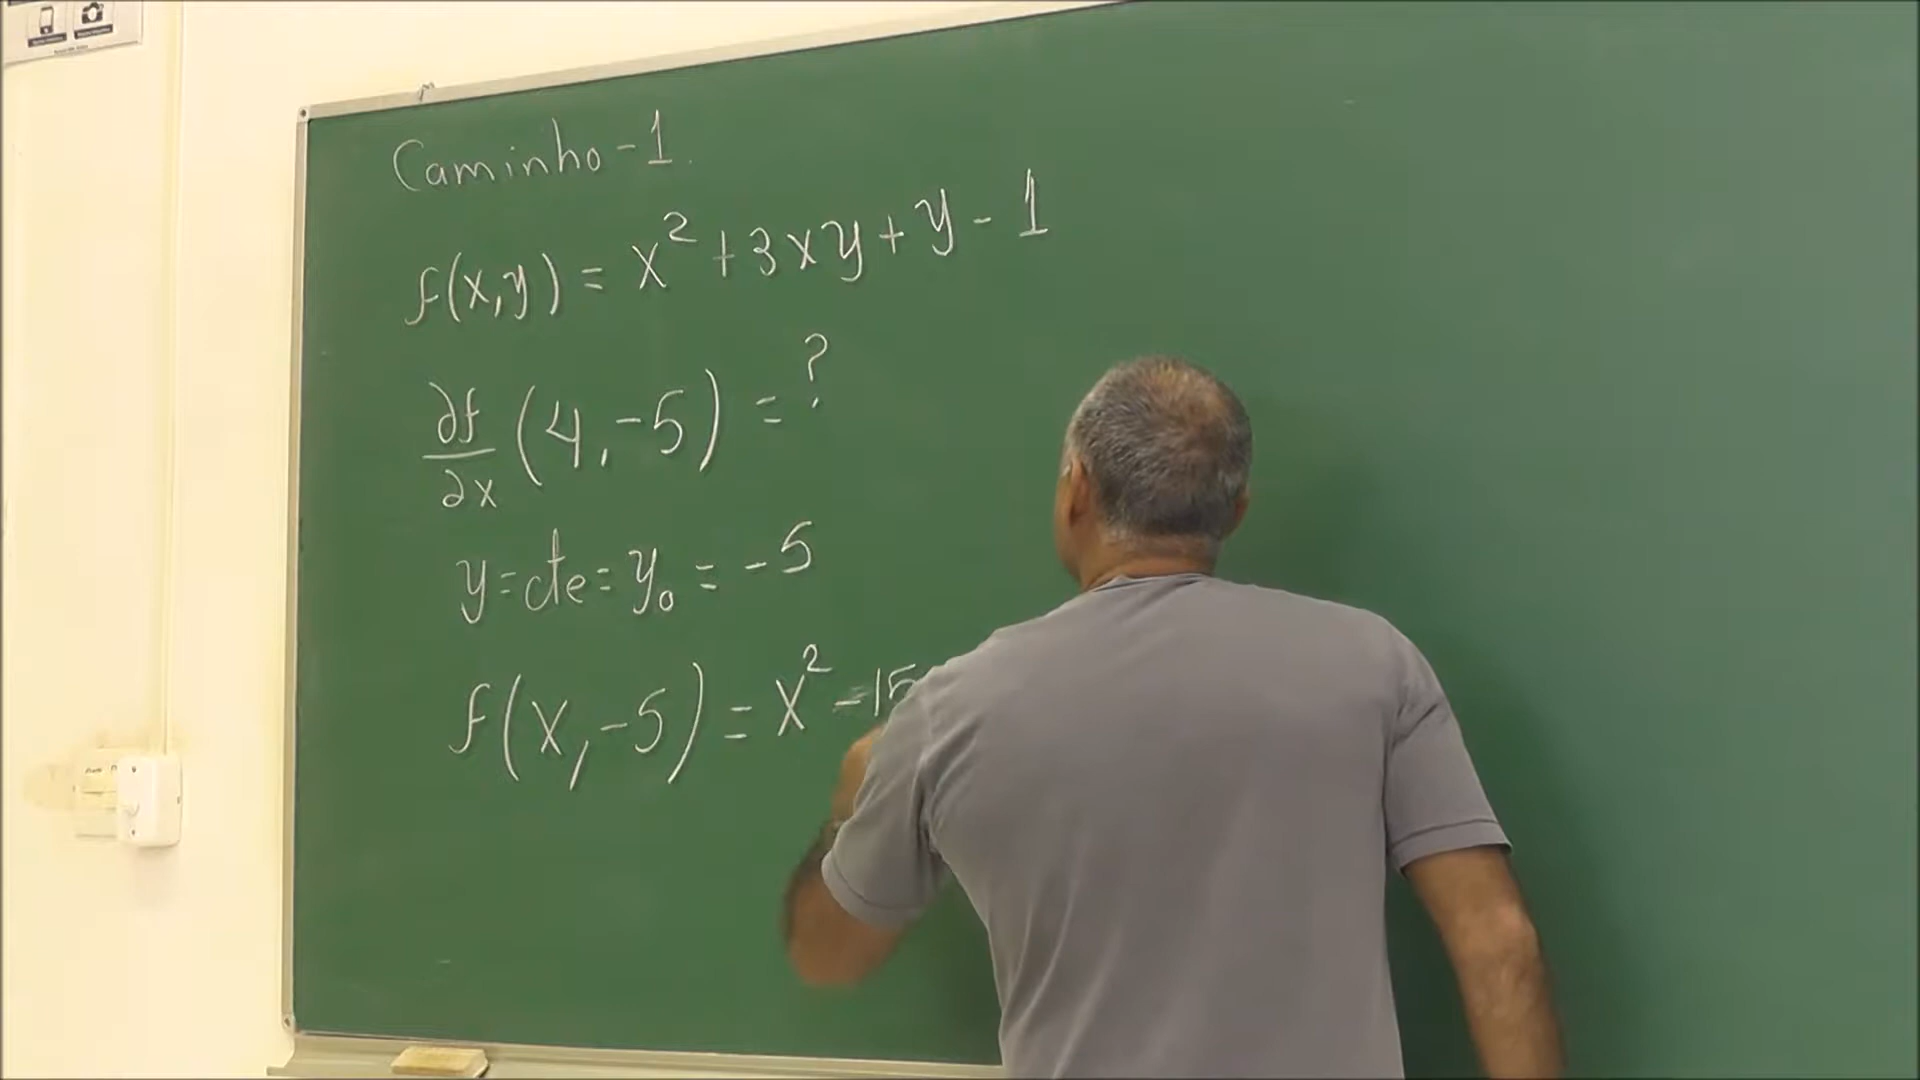 Caminho - 1.
f(x,y) = x² + 3xy + y - 1
∂f/∂x (4,-5) = ?
y = cte = y₀ = -5
f(x,-5) = x² - 15